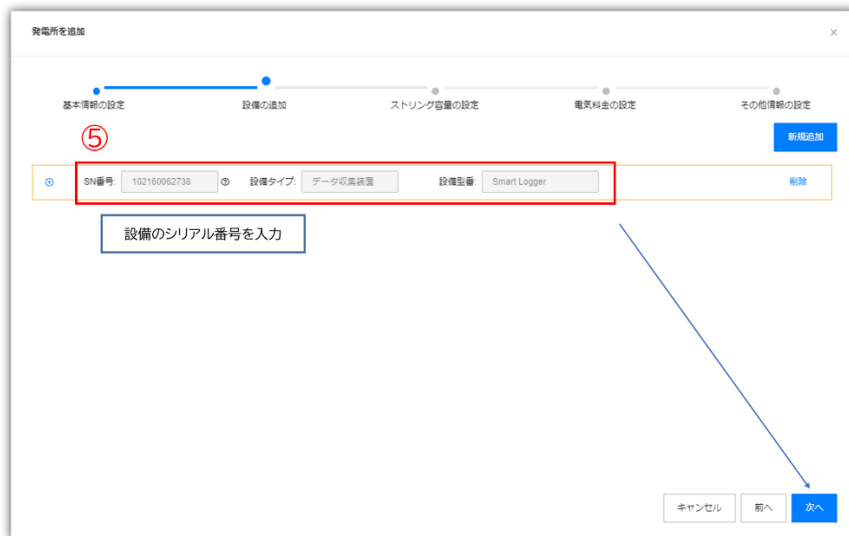 発電所を追加
×
基本情報の設定
設備の追加
ストリング容量の設定
電気料金の設定
その他情報の設定
⑤
新規追加
SN番号: 102160062738 設備タイプ: データ収集装置 設備型番: Smart Logger 削除
設備のシリアル番号を入力
キャンセル 前へ 次へ